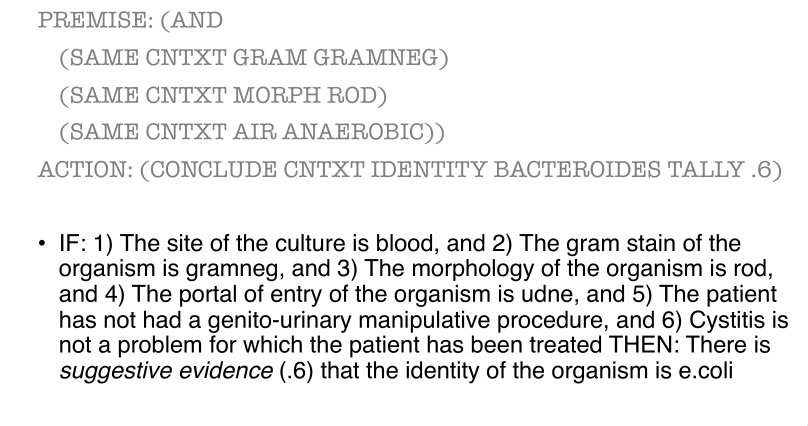 PREMISE: (AND
(SAME CNTXT GRAM GRAMNEG)
(SAME CNTXT MORPH ROD)
(SAME CNTXT AIR ANAEROBIC))
ACTION: (CONCLUDE CNTXT IDENTITY BACTEROIDES TALLY .6)
• IF: 1) The site of the culture is blood, and 2) The gram stain of the
organism is gramneg, and 3) The morphology of the organism is rod,
and 4) The portal of entry of the organism is udne, and 5) The patient
has not had a genito-urinary manipulative procedure, and 6) Cystitis is
not a problem for which the patient has been treated THEN: There is
suggestive evidence (.6) that the identity of the organism is e.coli